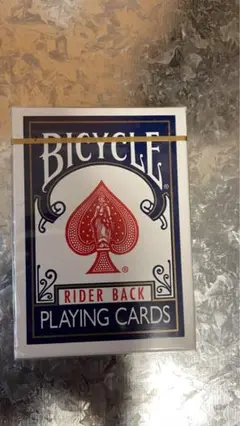 BICYCLE®
®
RIDER BACK
PLAYING CARDS